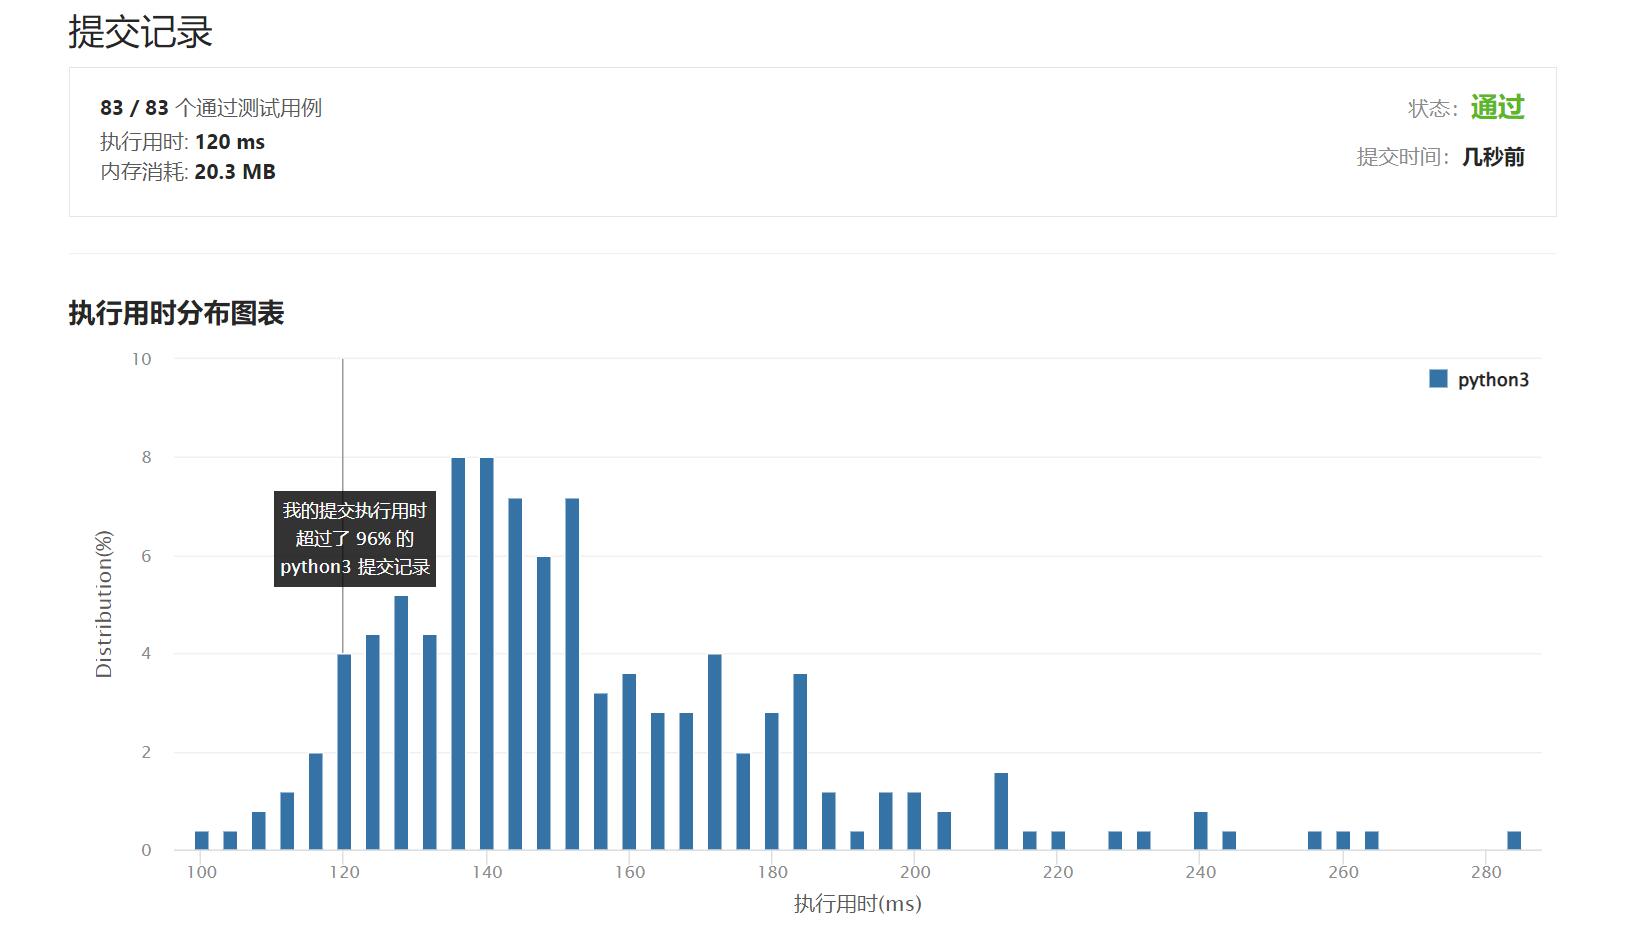 提交记录
83 / 83 个通过测试用例
状态：通过
执行用时: 120 ms
提交时间：几秒前
内存消耗: 20.3 MB
执行用时分布图表
10
python3
8
我的提交执行用时
超过了 96% 的
python3 提交记录
6
Distribution(%)
4
2
0
100 120 140 160 180 200 220 240 260 280
执行用时(ms)